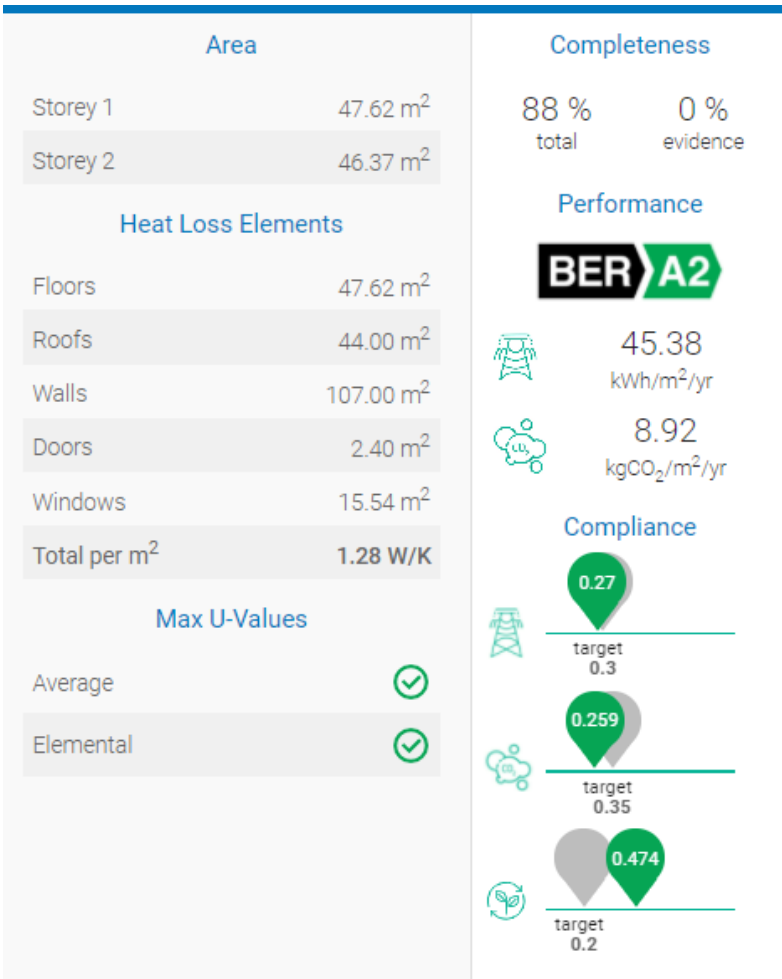 Area
Storey 1 47.62 m²
Storey 2 46.37 m²
Heat Loss Elements
Floors 47.62 m²
Roofs 44.00 m²
Walls 107.00 m²
Doors 2.40 m²
Windows 15.54 m²
Total per m² 1.28 W/K
Max U-Values
Average
Elemental
Completeness
88 % 0 %
total evidence
Performance
BER A2
45.38
kWh/m²/yr
CO₂ 8.92
kgCO₂/m²/yr
Compliance
0.27
target
0.3
0.259
CO₂
target
0.35
0.474
target
0.2